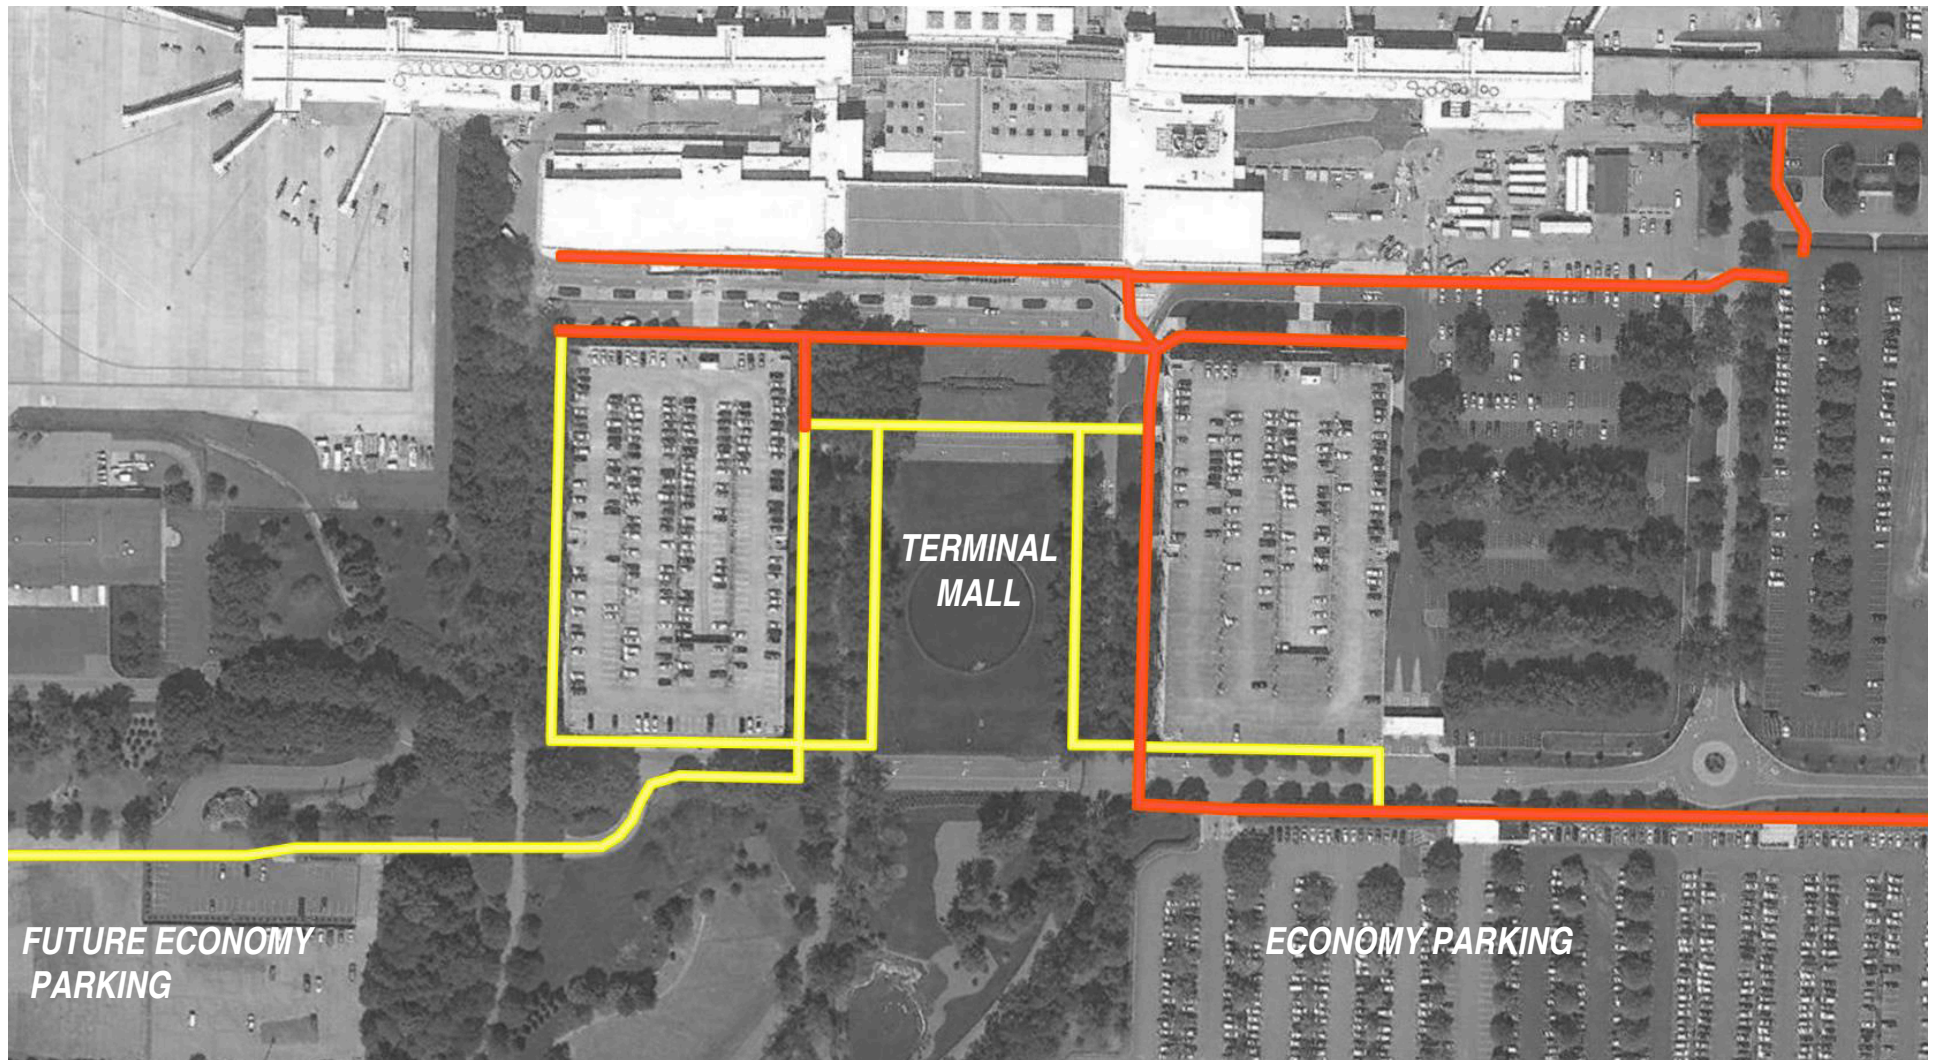 TERMINAL
MALL
FUTURE ECONOMY
PARKING
ECONOMY PARKING